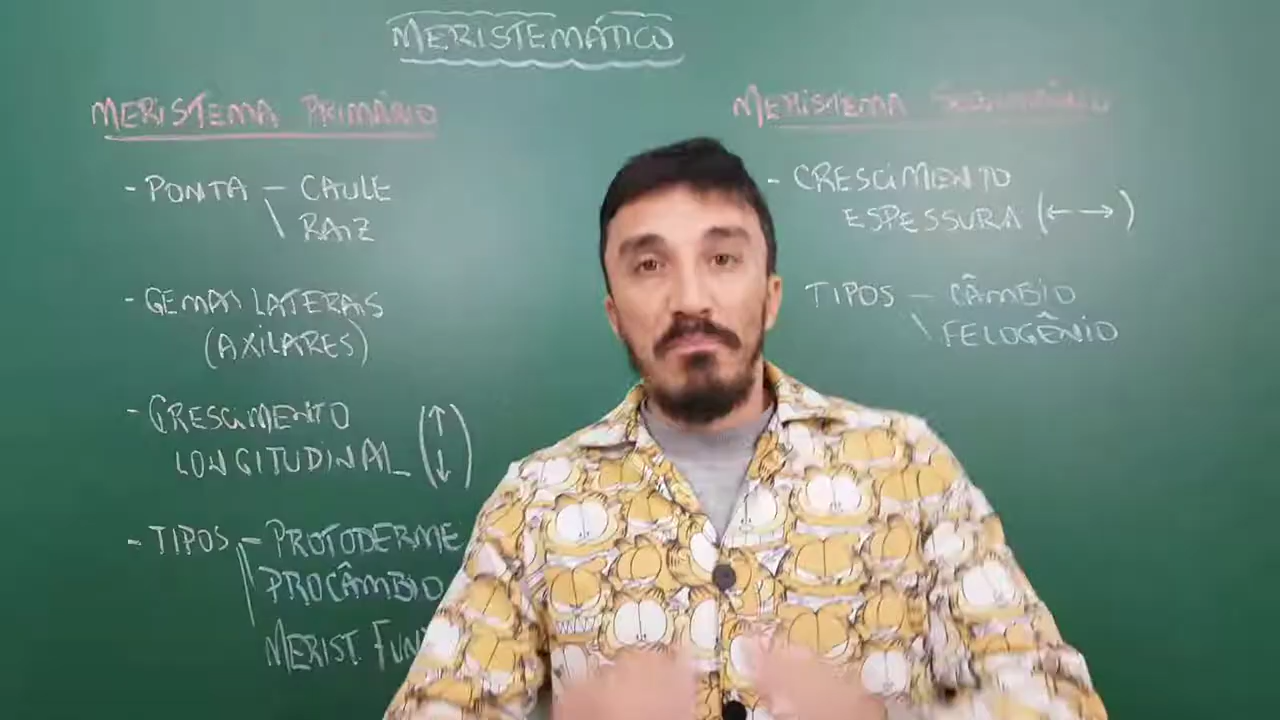 MERISTEMÁTICO
MERISTEMA PRIMÁRIO
- PONTA - CAULE
\ RAIZ
- GEMAS LATERAIS
(AXILARES)
- CRESCIMENTO
LONGITUDINAL (↑↓)
- TIPOS - PROTODERME
PROCÂMBIO
MERIST. FUN
MERISTEMA
- CRESCIMENTO
ESPESSURA (←→)
TIPOS - CÂMBIO
\ FELOGÊNIO